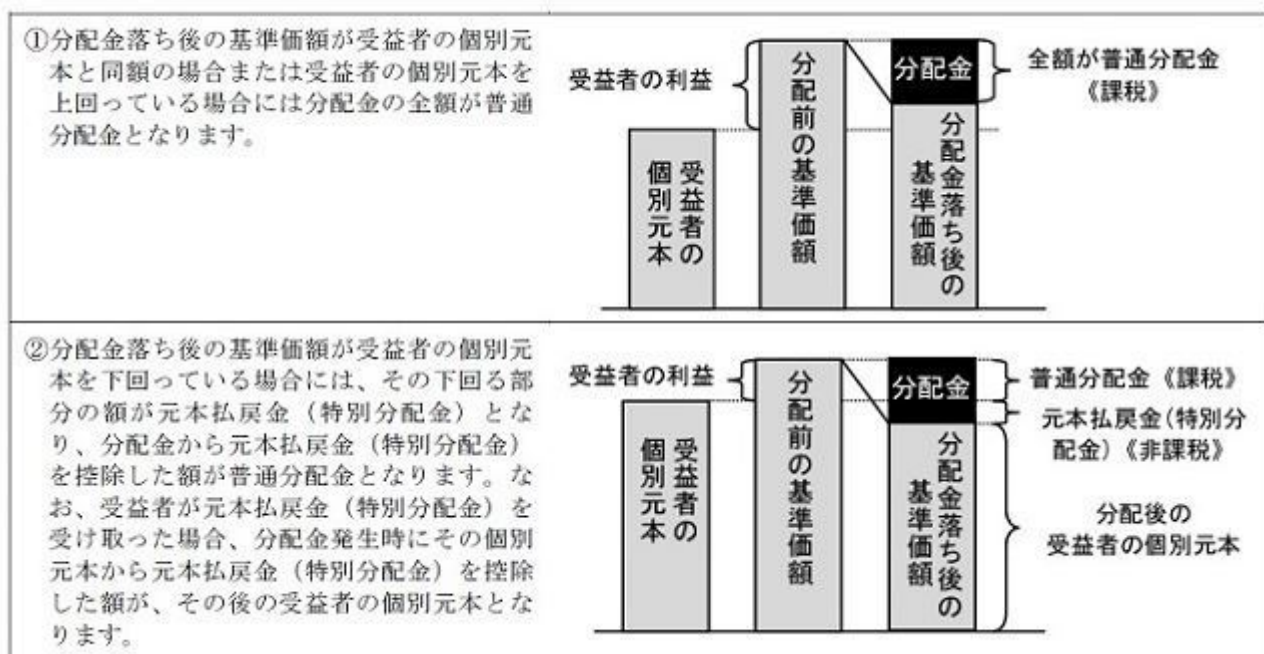 ①分配金落ち後の基準価額が受益者の個別元
本と同額の場合または受益者の個別元本を
上回っている場合には分配金の全額が普通
分配金となります。
受益者の利益
受益者の
個別元本
分配前の基準価額
分配金
分配金落ち後の
基準価額
全額が普通分配金
《課税》
②分配金落ち後の基準価額が受益者の個別元
本を下回っている場合には、その下回る部
分の額が元本払戻金（特別分配金）とな
り、分配金から元本払戻金（特別分配金）
を控除した額が普通分配金となります。な
お、受益者が元本払戻金（特別分配金）を
受け取った場合、分配金発生時にその個別
元本から元本払戻金（特別分配金）を控除
した額が、その後の受益者の個別元本とな
ります。
受益者の利益
受益者の
個別元本
分配前の基準価額
分配金
分配金落ち後の
基準価額
普通分配金《課税》
元本払戻金(特別分
配金)《非課税》
分配後の
受益者の個別元本